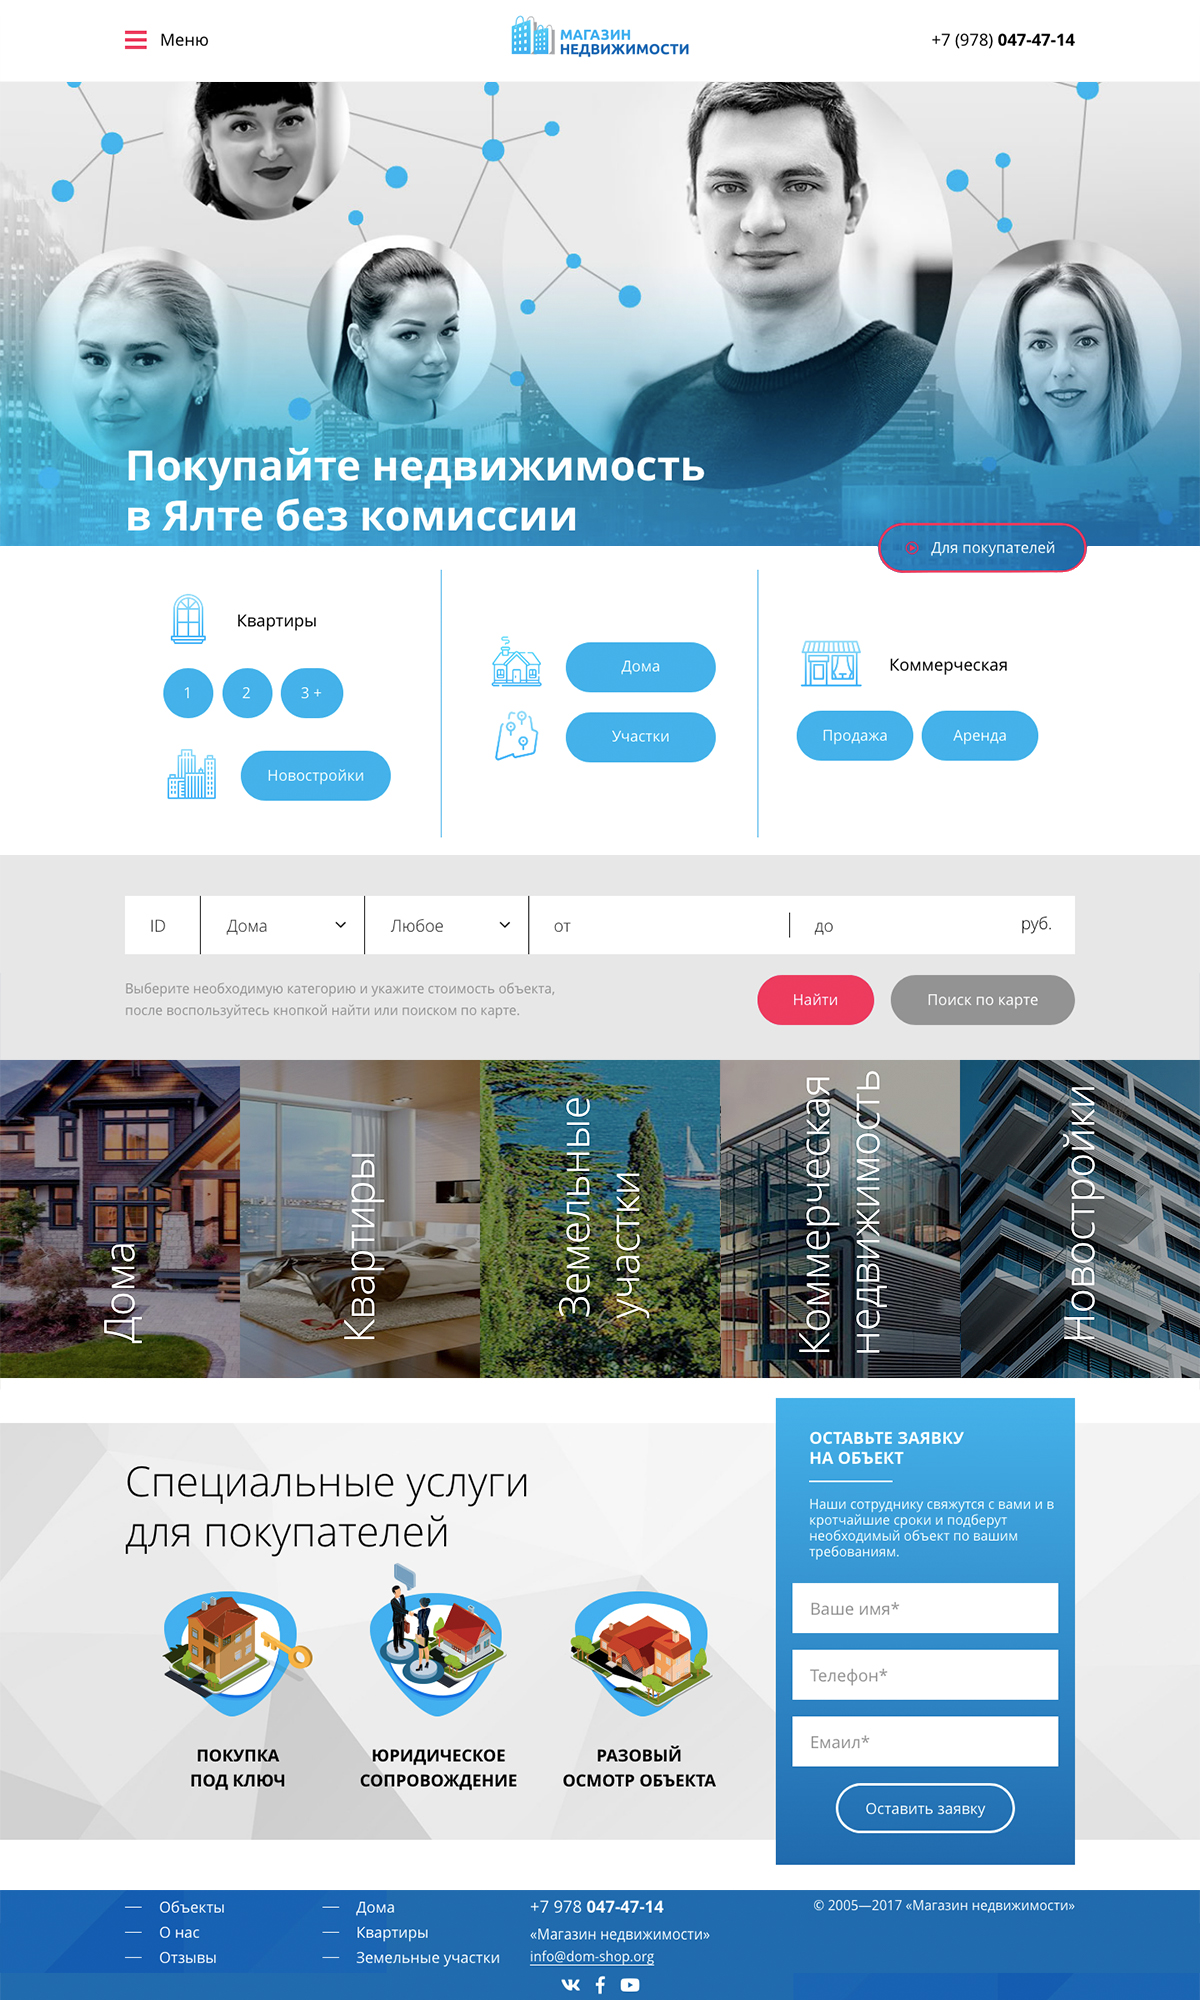 Меню
МАГАЗИН
НЕДВИЖИМОСТИ
+7 (978) 047-47-14
Покупайте недвижимость
в Ялте без комиссии
Для покупателей
Квартиры
1
2
3 +
Новостройки
Дома
Участки
Коммерческая
Продажа
Аренда
ID
Дома
Любое
от
до
руб.
Выберите необходимую категорию и укажите стоимость объекта,
после воспользуйтесь кнопкой найти или поиском по карте.
Найти
Поиск по карте
Дома
Квартиры
Земельные
участки
Коммерческая
недвижимость
Новостройки
Специальные услуги
для покупателей
ПОКУПКА
ПОД КЛЮЧ
ЮРИДИЧЕСКОЕ
СОПРОВОЖДЕНИЕ
РАЗОВЫЙ
ОСМОТР ОБЪЕКТА
ОСТАВЬТЕ ЗАЯВКУ
НА ОБЪЕКТ
Наши сотруднику свяжутся с вами и в
кротчайшие сроки и подберут
необходимый объект по вашим
требованиям.
Ваше имя*
Телефон*
Емаил*
Оставить заявку
Объекты
О нас
Отзывы
Дома
Квартиры
Земельные участки
+7 978 047-47-14
«Магазин недвижимости»
info@dom-shop.org
© 2005—2017 «Магазин недвижимости»